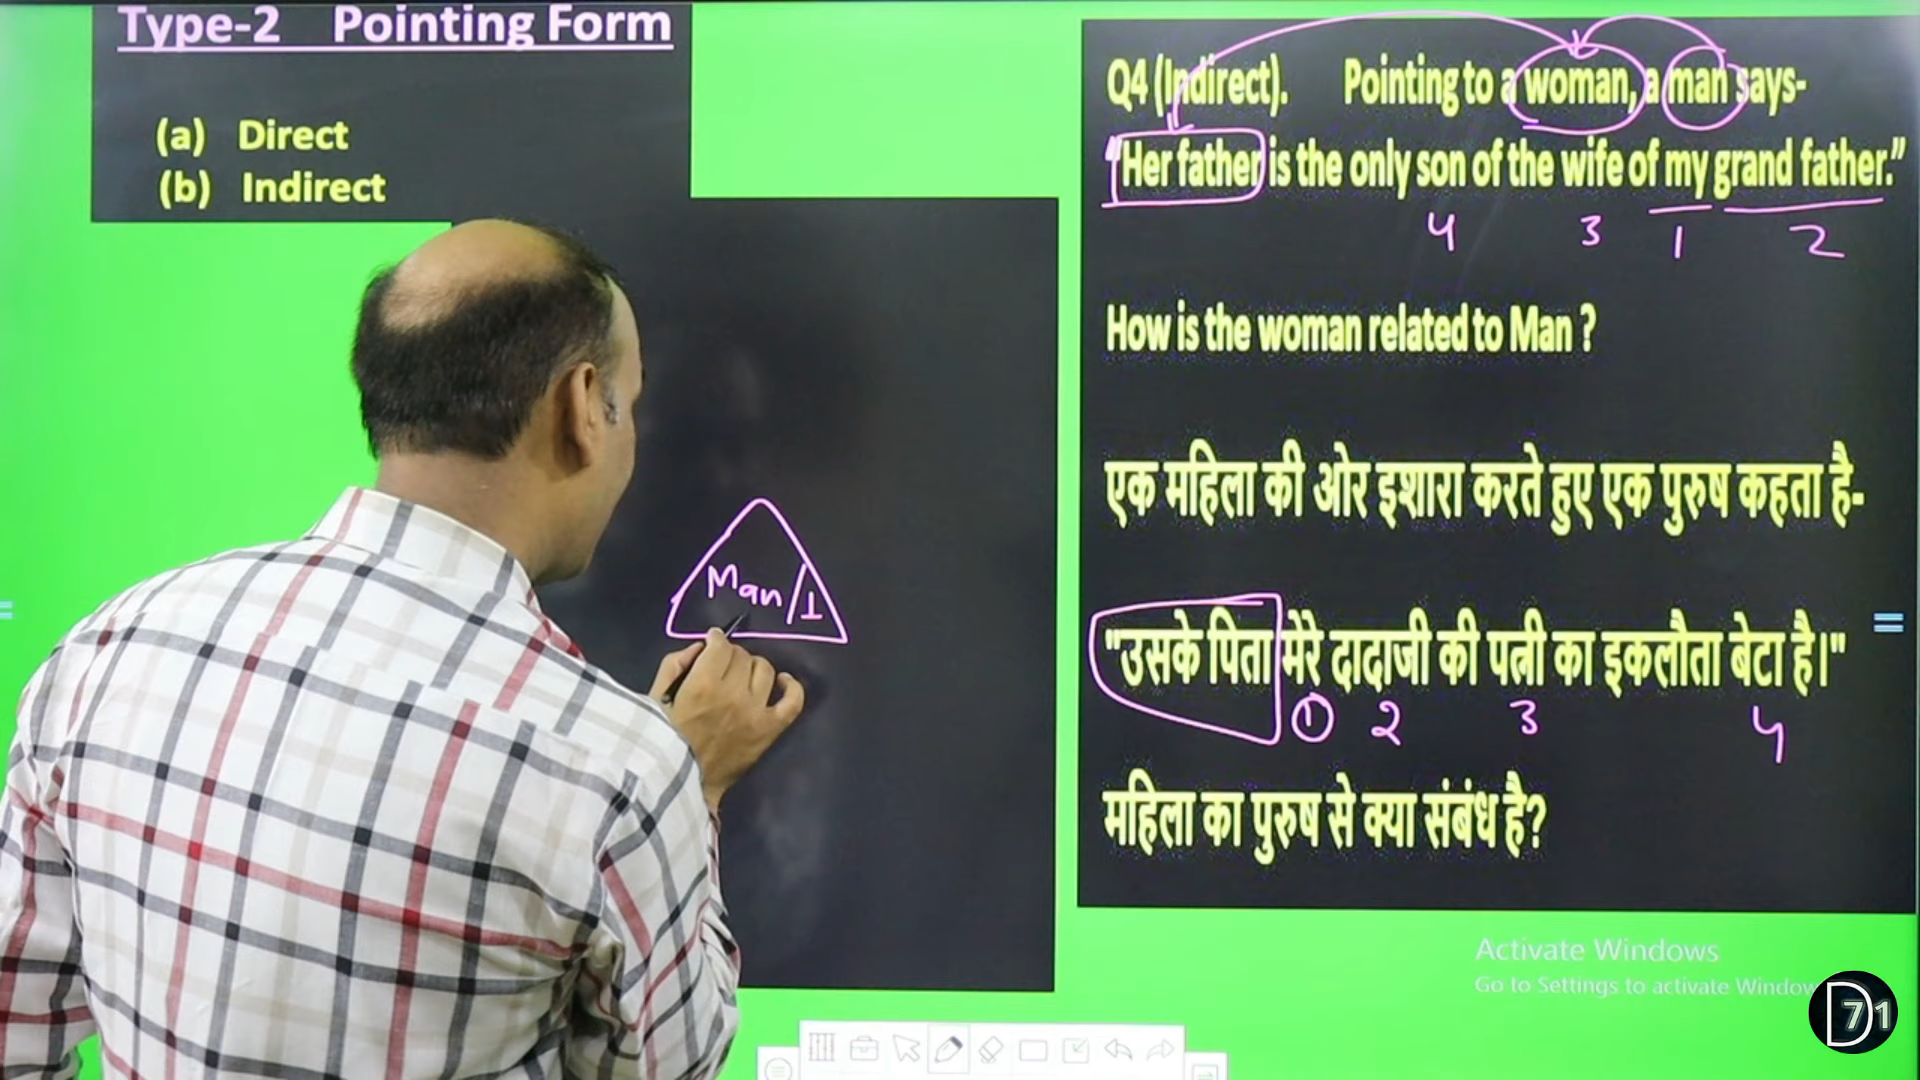 Type-2 Pointing Form
(a) Direct
(b) Indirect
Q4 (Indirect). Pointing to a woman, a man says-
"Her father is the only son of the wife of my grand father."
4 3 1 2
How is the woman related to Man ?
एक महिला की ओर इशारा करते हुए एक पुरुष कहता है-
"उसके पिता मेरे दादाजी की पत्नी का इकलौता बेटा है।"
1 2 3 4
महिला का पुरुष से क्या संबंध है?
Man/I
Activate Windows
Go to Settings to activate Window
D71